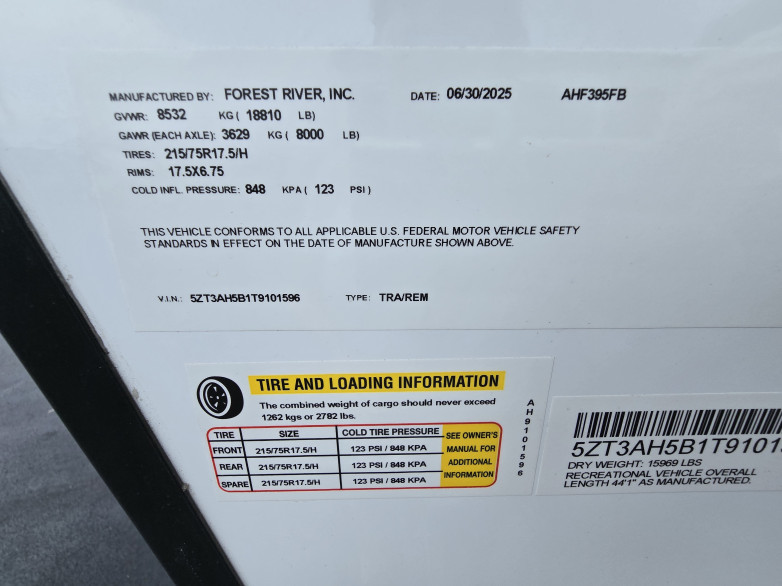 MANUFACTURED BY: FOREST RIVER, INC. DATE: 06/30/2025 AHF395FB
GVWR: 8532 KG ( 18810 LB)
GAWR (EACH AXLE): 3629 KG ( 8000 LB)
TIRES: 215/75R17.5/H
RIMS: 17.5X6.75
COLD INFL. PRESSURE: 848 KPA ( 123 PSI )
THIS VEHICLE CONFORMS TO ALL APPLICABLE U.S. FEDERAL MOTOR VEHICLE SAFETY
STANDARDS IN EFFECT ON THE DATE OF MANUFACTURE SHOWN ABOVE.
V.I.N.: 5ZT3AH5B1T9101596 TYPE: TRA/REM
TIRE AND LOADING INFORMATION
The combined weight of cargo should never exceed
1262 kgs or 2782 lbs.
TIRE SIZE COLD TIRE PRESSURE SEE OWNER'S
FRONT 215/75R17.5/H 123 PSI / 848 KPA MANUAL FOR
REAR 215/75R17.5/H 123 PSI / 848 KPA ADDITIONAL
SPARE 215/75R17.5/H 123 PSI / 848 KPA INFORMATION
AH9101596
5ZT3AH5B1T9101
DRY WEIGHT: 15969 LBS
RECREATIONAL VEHICLE OVERALL
LENGTH 44'1" AS MANUFACTURED.